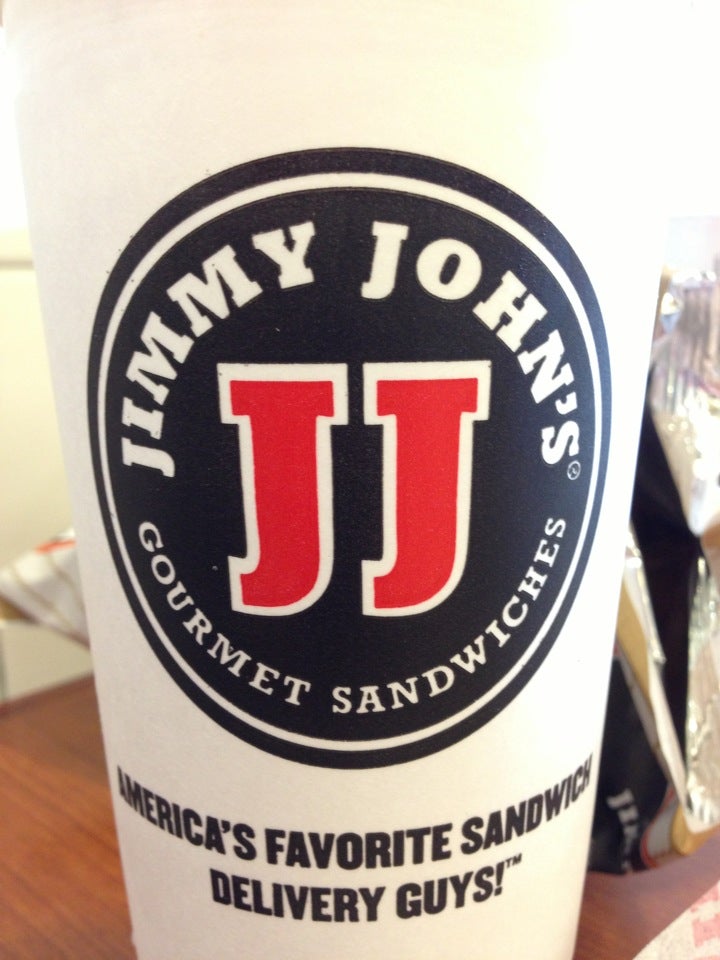 JIMMY JOHN'S®
JJ
GOURMET SANDWICHES
AMERICA'S FAVORITE SANDWICH
DELIVERY GUYS!™